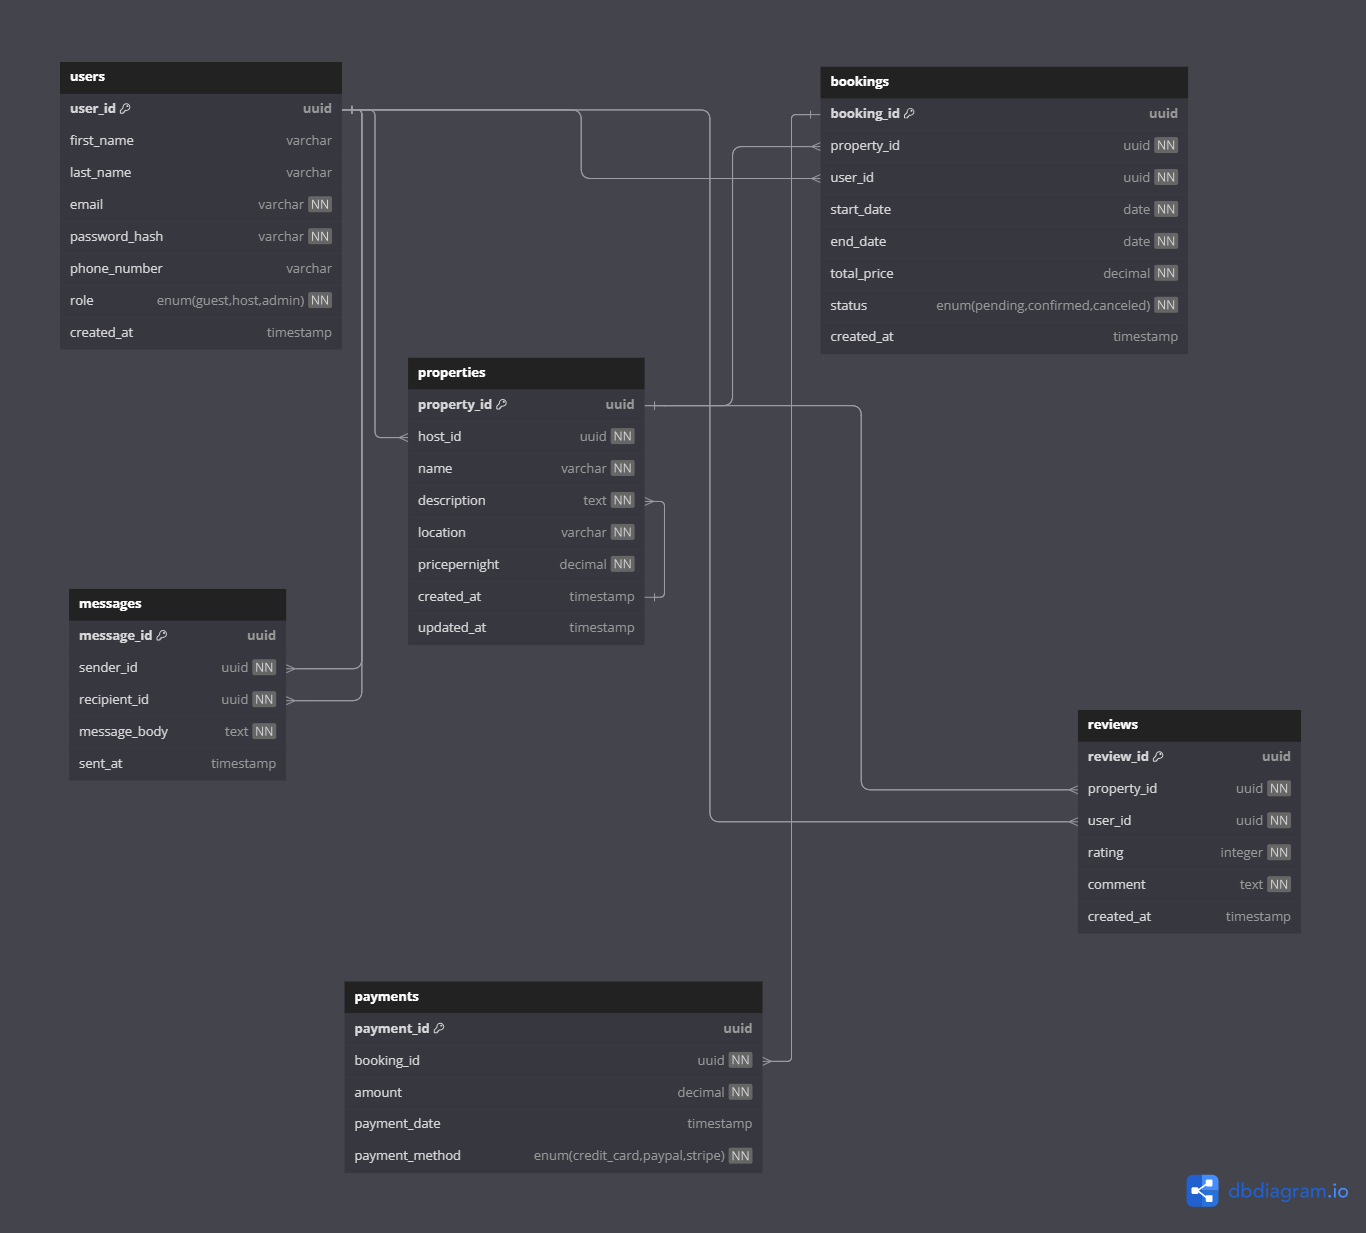 users
user_id uuid
first_name varchar
last_name varchar
email varchar NN
password_hash varchar NN
phone_number varchar
role enum(guest,host,admin) NN
created_at timestamp
bookings
booking_id uuid
property_id uuid NN
user_id uuid NN
start_date date NN
end_date date NN
total_price decimal NN
status enum(pending,confirmed,canceled) NN
created_at timestamp
properties
property_id uuid
host_id uuid NN
name varchar NN
description text NN
location varchar NN
pricepernight decimal NN
created_at timestamp
updated_at timestamp
messages
message_id uuid
sender_id uuid NN
recipient_id uuid NN
message_body text NN
sent_at timestamp
reviews
review_id uuid
property_id uuid NN
user_id uuid NN
rating integer NN
comment text NN
created_at timestamp
payments
payment_id uuid
booking_id uuid NN
amount decimal NN
payment_date timestamp
payment_method enum(credit_card,paypal,stripe) NN
dbdiagram.io